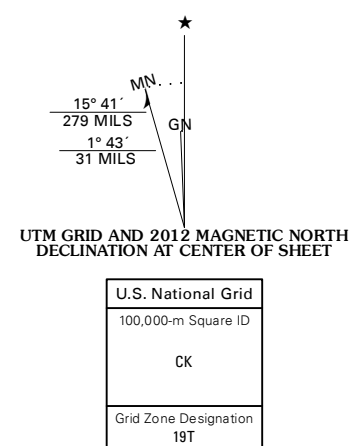 ★
MN. . .
15° 41´
279 MILS
GN
1° 43´
31 MILS
UTM GRID AND 2012 MAGNETIC NORTH
DECLINATION AT CENTER OF SHEET
U.S. National Grid
100,000-m Square ID
CK
Grid Zone Designation
19T